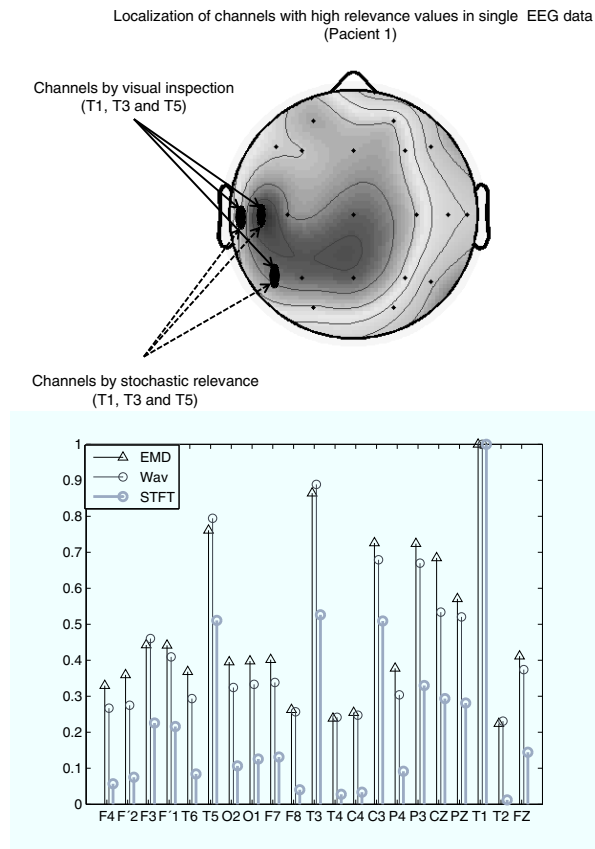 Localization of channels with high relevance values in single EEG data
(Pacient 1)
Channels by visual inspection
(T1, T3 and T5)
Channels by stochastic relevance
(T1, T3 and T5)
1
0.9
0.8
0.7
0.6
0.5
0.4
0.3
0.2
0.1
0
EMD
Wav
STFT
F4 F´2 F3 F´1 T6 T5 O2 O1 F7 F8 T3 T4 C4 C3 P4 P3 CZ PZ T1 T2 FZ